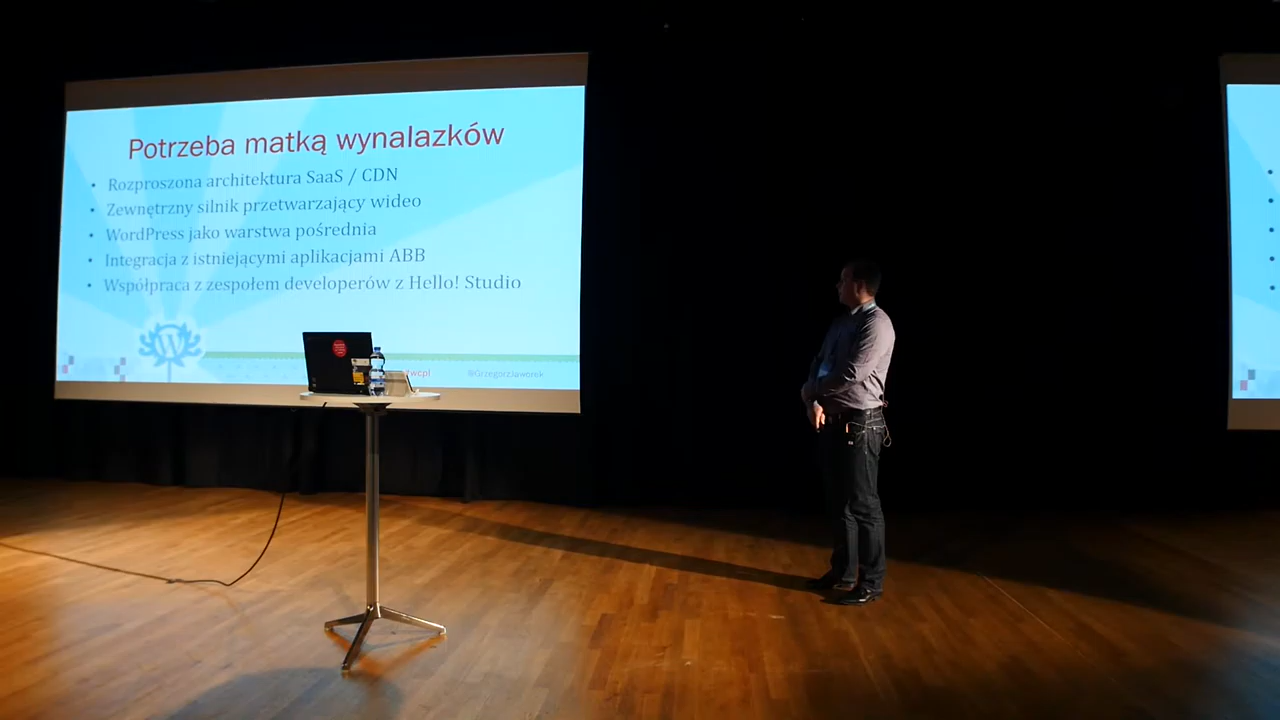 Potrzeba matką wynalazków
• Rozproszona architektura SaaS / CDN
• Zewnętrzny silnik przetwarzający wideo
• WordPress jako warstwa pośrednia
• Integracja z istniejącymi aplikacjami ABB
• Współpraca z zespołem developerów z Hello! Studio
W
wcpl @GrzegorzJaworek